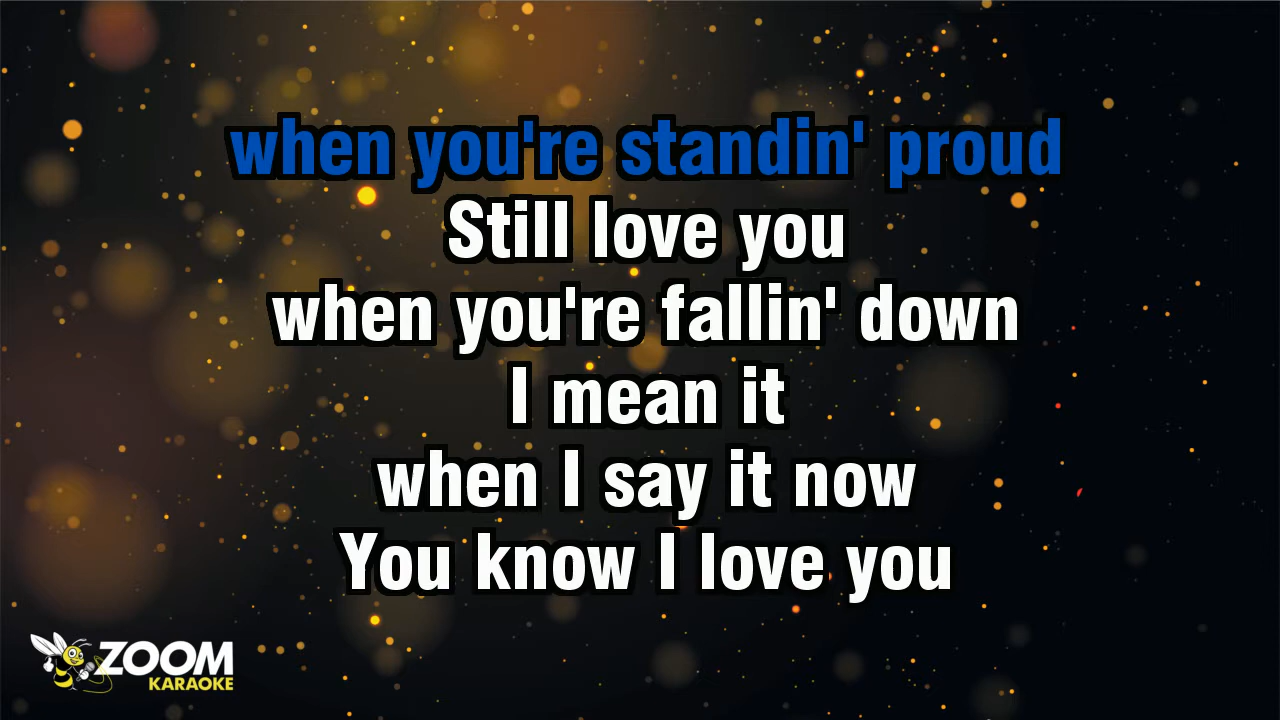 when you're standin' proud
Still love you
when you're fallin' down
I mean it
when I say it now
You know I love you
ZOOM
KARAOKE